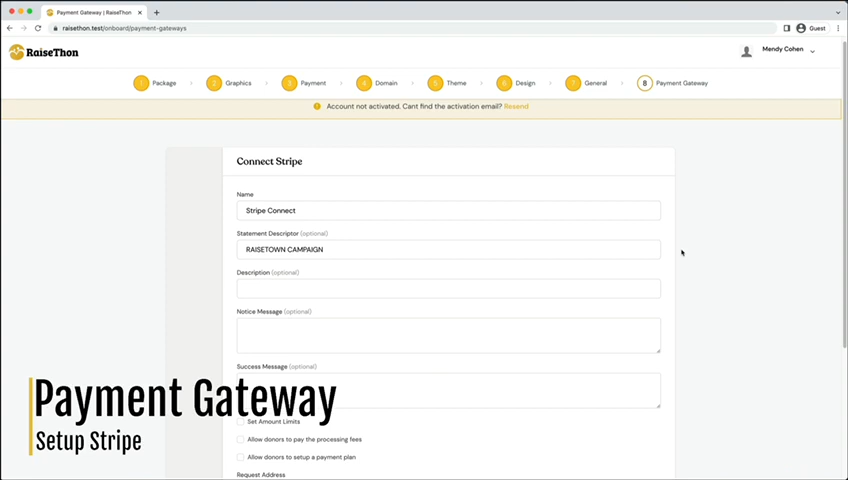 Payment Gateway | RaiseThon
raisethon.test/onboard/payment-gateways
Guest
RaiseThon
Mendy Cohen
1 Package
2 Graphics
3 Payment
4 Domain
5 Theme
6 Design
7 General
8 Payment Gateway
Account not activated. Cant find the activation email? Resend
Connect Stripe
Name
Stripe Connect
Statement Descriptor (optional)
RAISETOWN CAMPAIGN
Description (optional)
Notice Message (optional)
Success Message (optional)
Set Amount Limits
Allow donors to pay the processing fees
Allow donors to setup a payment plan
Request Address
Payment Gateway
Setup Stripe